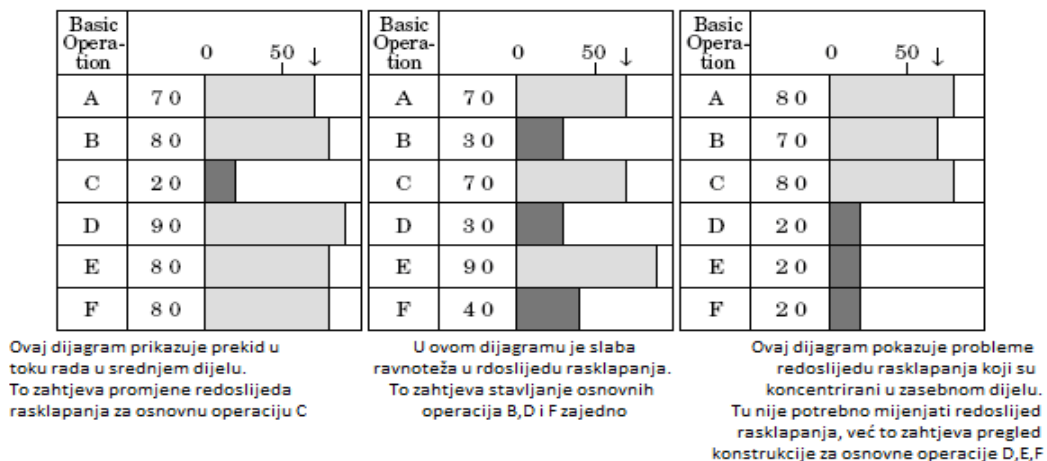 Basic Opera- tion 0 50 ↓
A 70
B 80
C 20
D 90
E 80
F 80
Ovaj dijagram prikazuje prekid u
toku rada u srednjem dijelu.
To zahtjeva promjene redoslijeda
rasklapanja za osnovnu operaciju C
Basic Opera- tion 0 50 ↓
A 70
B 30
C 70
D 30
E 90
F 40
U ovom dijagramu je slaba
ravnoteža u rdoslijedu rasklapanja.
To zahtjeva stavljanje osnovnih
operacija B,D i F zajedno
Basic Opera- tion 0 50 ↓
A 80
B 70
C 80
D 20
E 20
F 20
Ovaj dijagram pokazuje probleme
redoslijedu rasklapanja koji su
koncentrirani u zasebnom dijelu.
Tu nije potrebno mijenjati redoslijed
rasklapanja, već to zahtjeva pregled
konstrukcije za osnovne operacije D,E,F